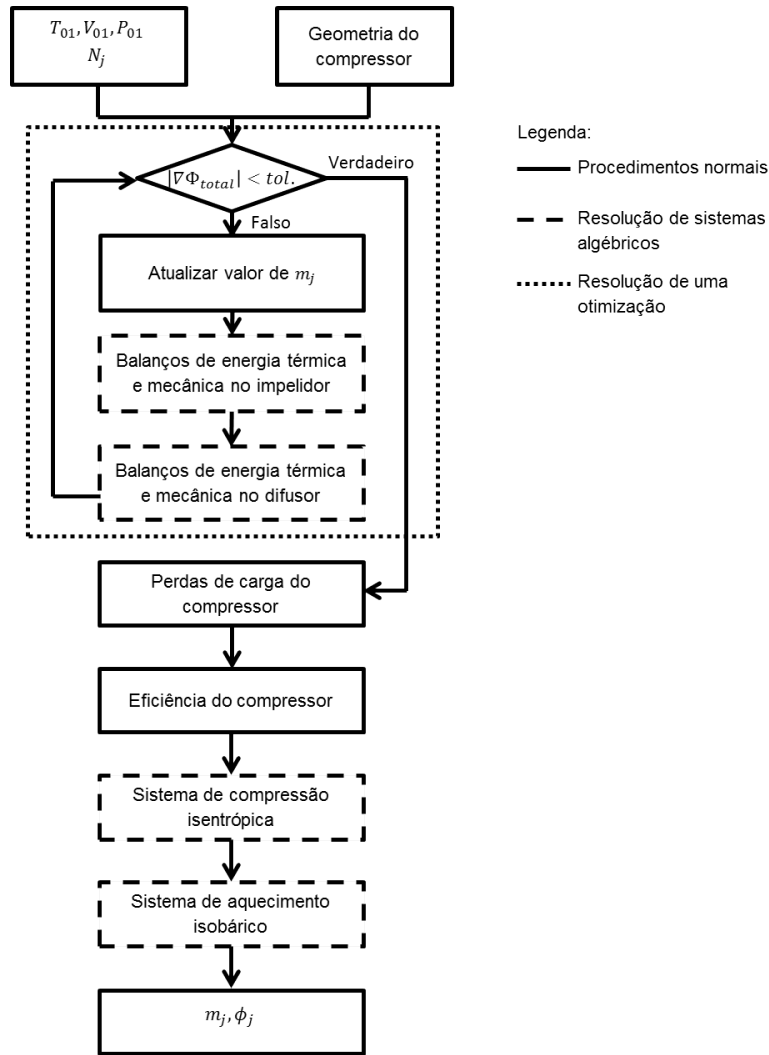 T₀₁, V₀₁, P₀₁
Nⱼ
Geometria do
compressor
|∇Φ_total| < tol.
Verdadeiro
Falso
Atualizar valor de mⱼ
Balanços de energia térmica
e mecânica no impelidor
Balanços de energia térmica
e mecânica no difusor
Perdas de carga do
compressor
Eficiência do compressor
Sistema de compressão
isentrópica
Sistema de aquecimento
isobárico
mⱼ, ϕⱼ
Legenda:
Procedimentos normais
Resolução de sistemas
algébricos
Resolução de uma
otimização